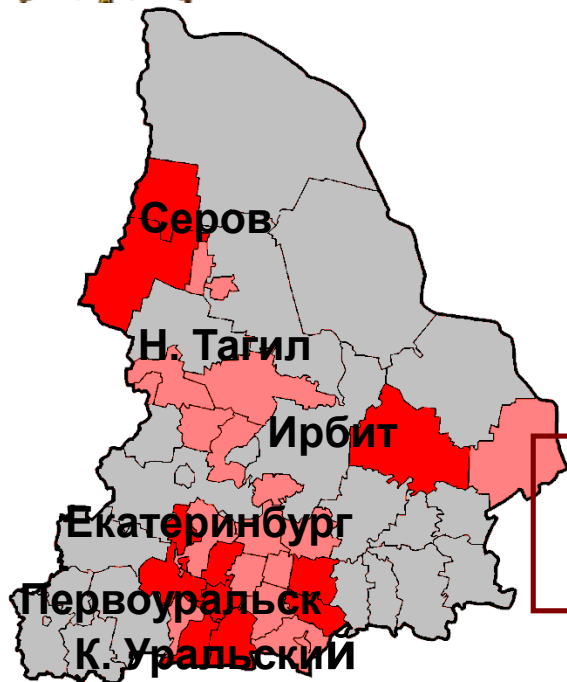 Серов
Н. Тагил
Ирбит
Екатеринбург
Первоуральск
К. УральскиЙ